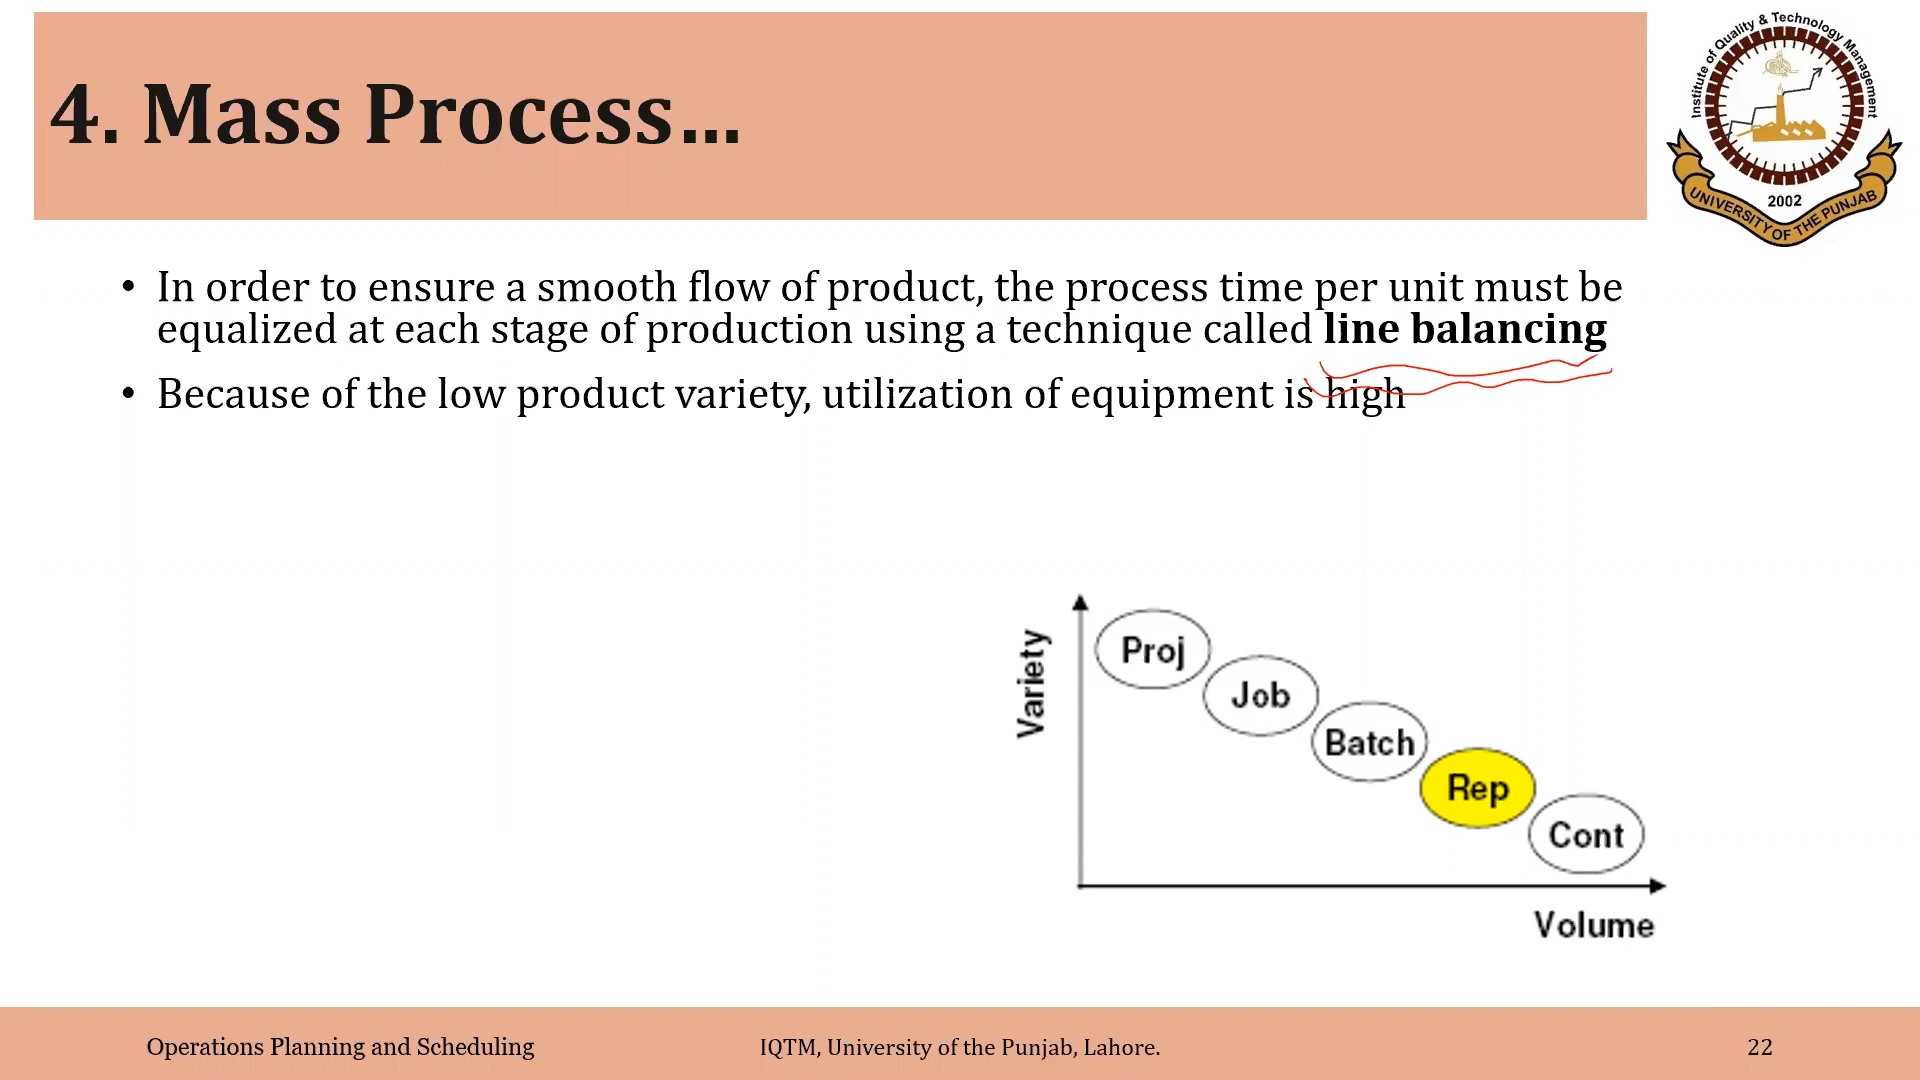 4. Mass Process...
Institute of Quality & Technology Management
2002
UNIVERSITY OF THE PUNJAB
• In order to ensure a smooth flow of product, the process time per unit must be
equalized at each stage of production using a technique called line balancing
• Because of the low product variety, utilization of equipment is high
Variety
Proj
Job
Batch
Rep
Cont
Volume
Operations Planning and Scheduling
IQTM, University of the Punjab, Lahore.
22